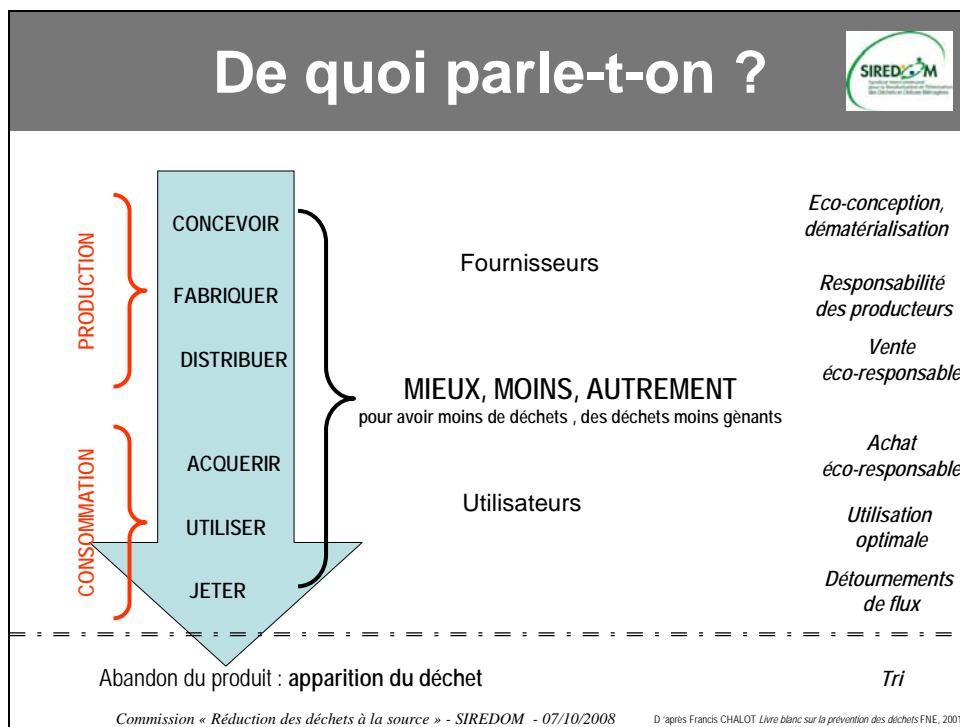 De quoi parle-t-on ?
SIREDOM
PRODUCTION
CONCEVOIR
FABRIQUER
DISTRIBUER
CONSOMMATION
ACQUERIR
UTILISER
JETER
Fournisseurs
MIEUX, MOINS, AUTREMENT
pour avoir moins de déchets , des déchets moins gènants
Utilisateurs
Eco-conception,
dématérialisation
Responsabilité
des producteurs
Vente
éco-responsable
Achat
éco-responsable
Utilisation
optimale
Détournements
de flux
Abandon du produit : apparition du déchet
Tri
Commission « Réduction des déchets à la source » - SIREDOM - 07/10/2008
D 'après Francis CHALOT Livre blanc sur la prévention des déchets FNE, 2001